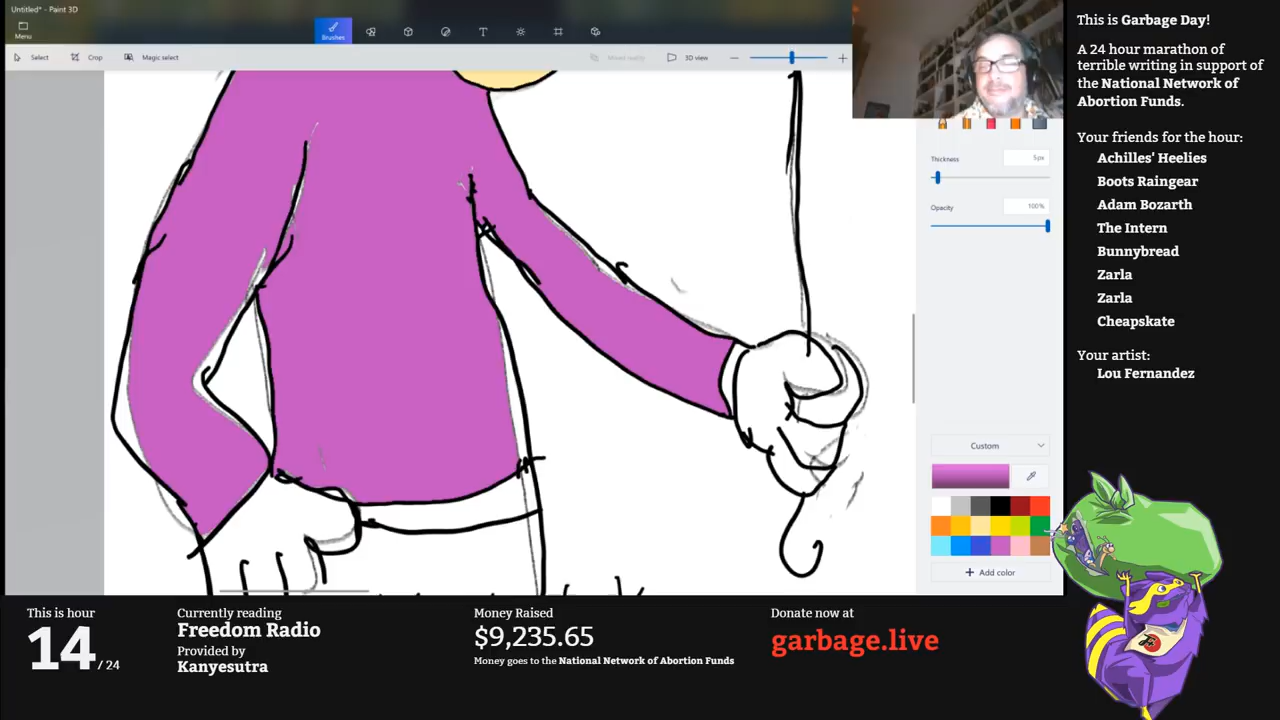 Untitled* - Paint 3D
Menu
Brushes
Select
Crop
Magic select
Mixed reality
3D view
Thickness
5px
Opacity
100%
Custom
Add color
This is Garbage Day!
A 24 hour marathon of
terrible writing in support of
the National Network of
Abortion Funds.
Your friends for the hour:
Achilles' Heelies
Boots Raingear
Adam Bozarth
The Intern
Bunnybread
Zarla
Zarla
Cheapskate
Your artist:
Lou Fernandez
This is hour
14 / 24
Currently reading
Freedom Radio
Provided by
Kanyesutra
Money Raised
$9,235.65
Money goes to the National Network of Abortion Funds
Donate now at
garbage.live